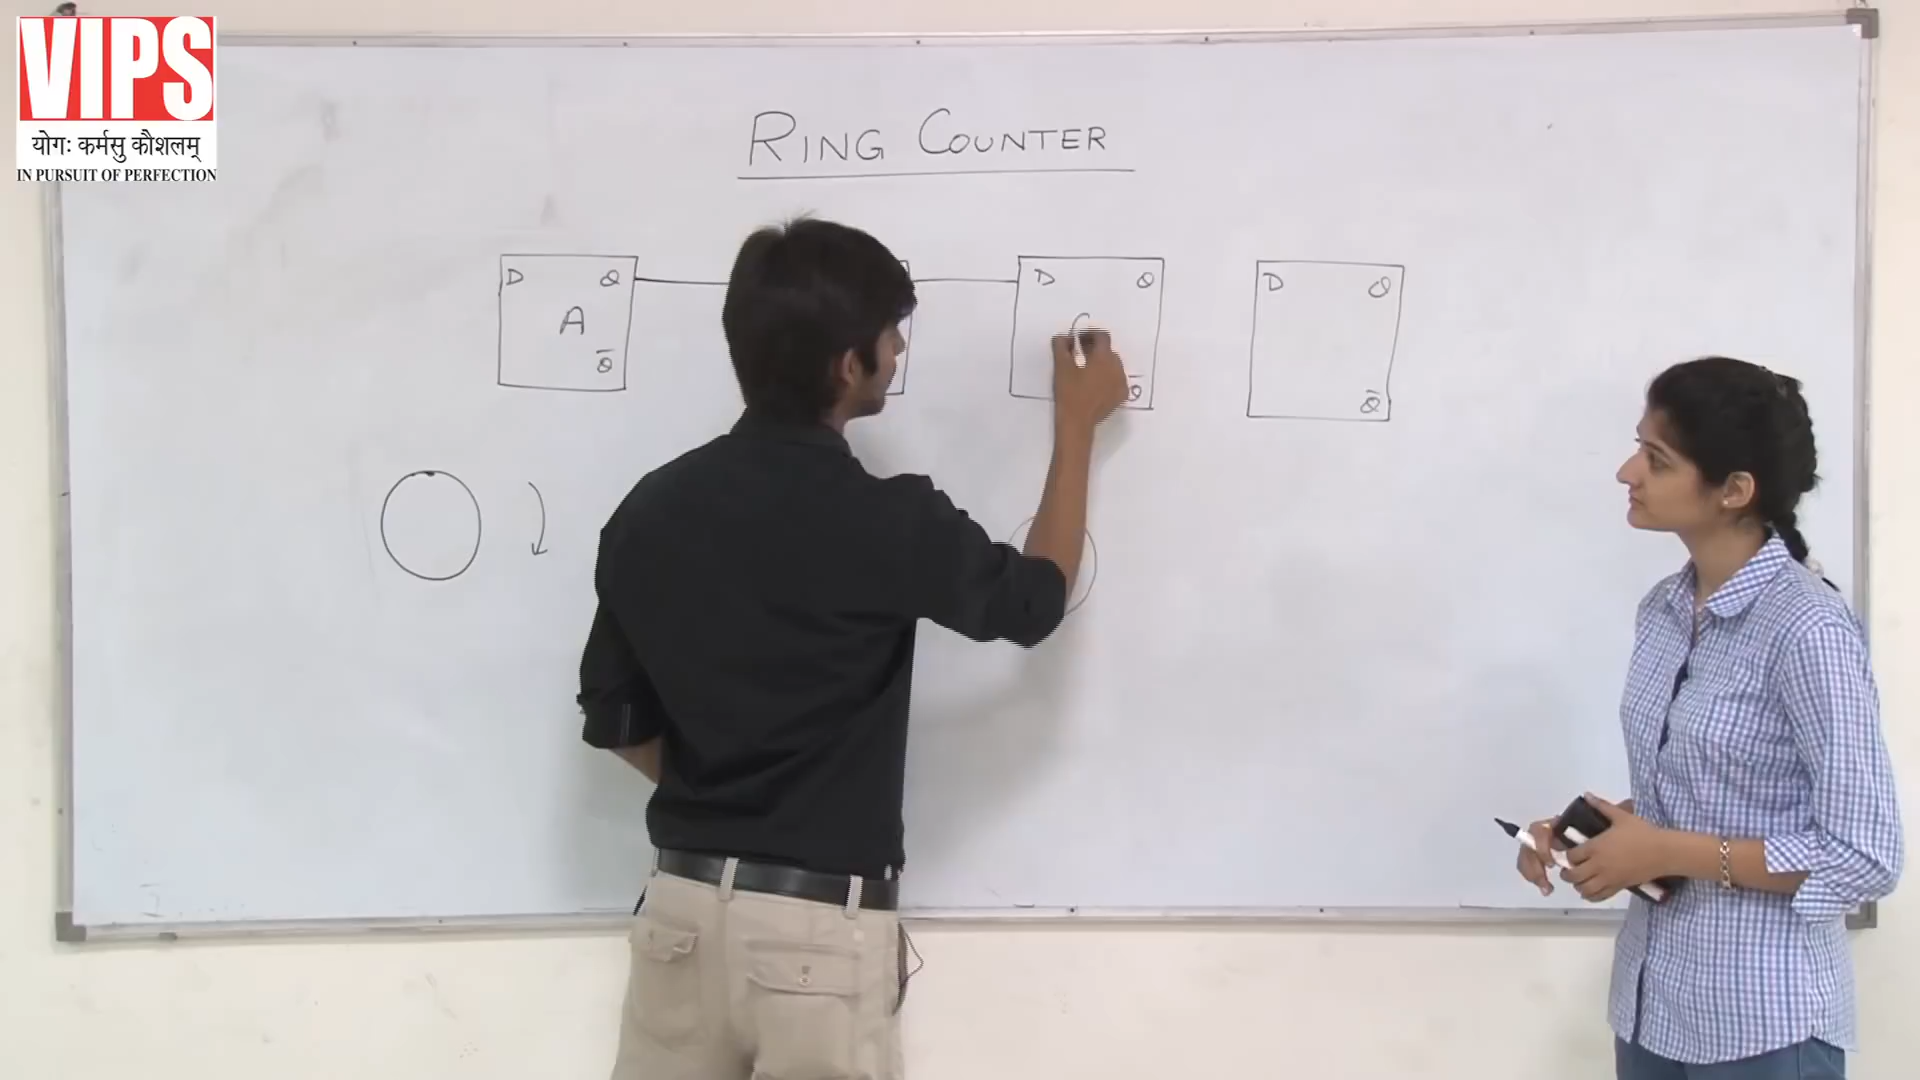 VIPS
योगः कर्मसु कौशलम्
IN PURSUIT OF PERFECTION
RING COUNTER
D Q D Q D Q
A C
Q̅ Q̅ Q̅